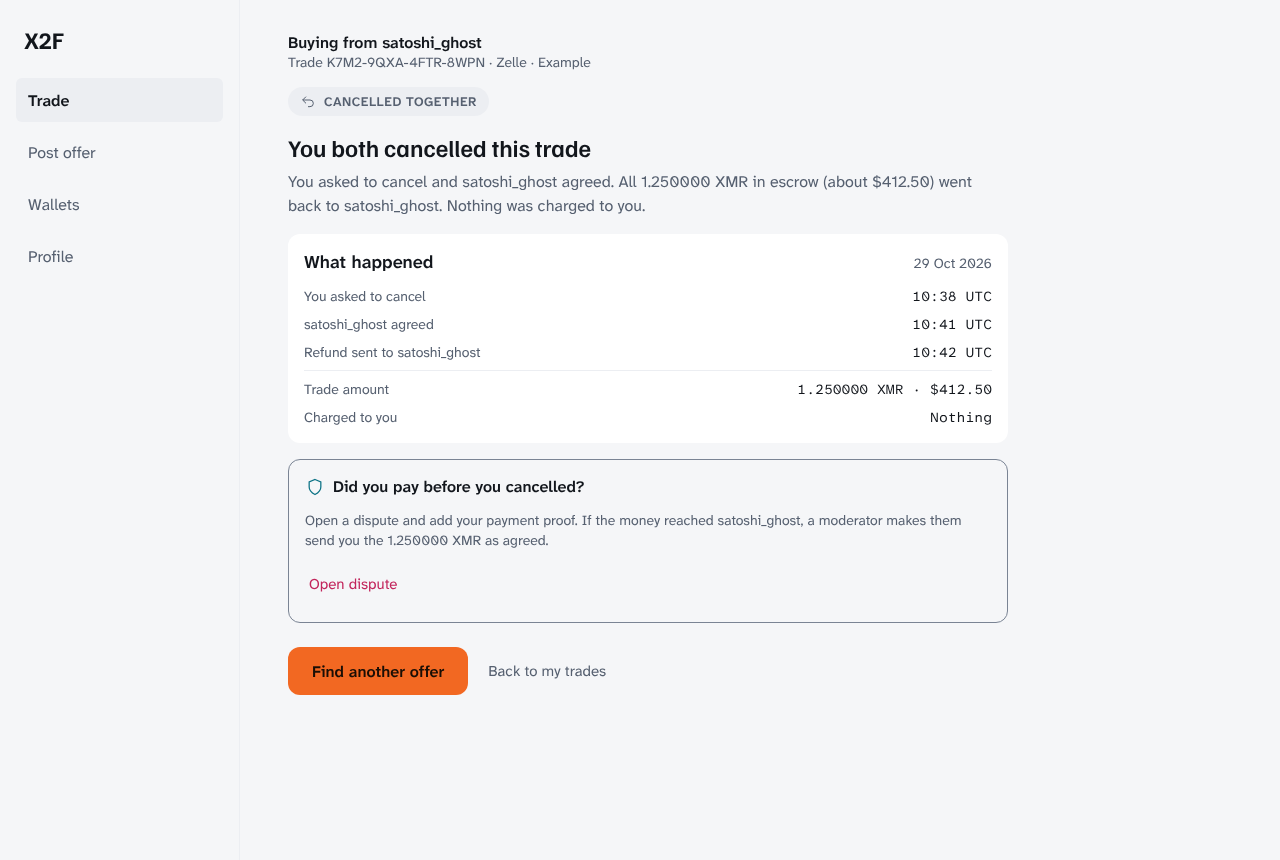 X2F
Trade
Post offer
Wallets
Profile
Buying from satoshi_ghost
Trade K7M2-9QXA-4FTR-8WPN · Zelle · Example
CANCELLED TOGETHER
You both cancelled this trade
You asked to cancel and satoshi_ghost agreed. All 1.250000 XMR in escrow (about $412.50) went
back to satoshi_ghost. Nothing was charged to you.
What happened
29 Oct 2026
You asked to cancel
10:38 UTC
satoshi_ghost agreed
10:41 UTC
Refund sent to satoshi_ghost
10:42 UTC
Trade amount
1.250000 XMR · $412.50
Charged to you
Nothing
Did you pay before you cancelled?
Open a dispute and add your payment proof. If the money reached satoshi_ghost, a moderator makes them
send you the 1.250000 XMR as agreed.
Open dispute
Find another offer
Back to my trades